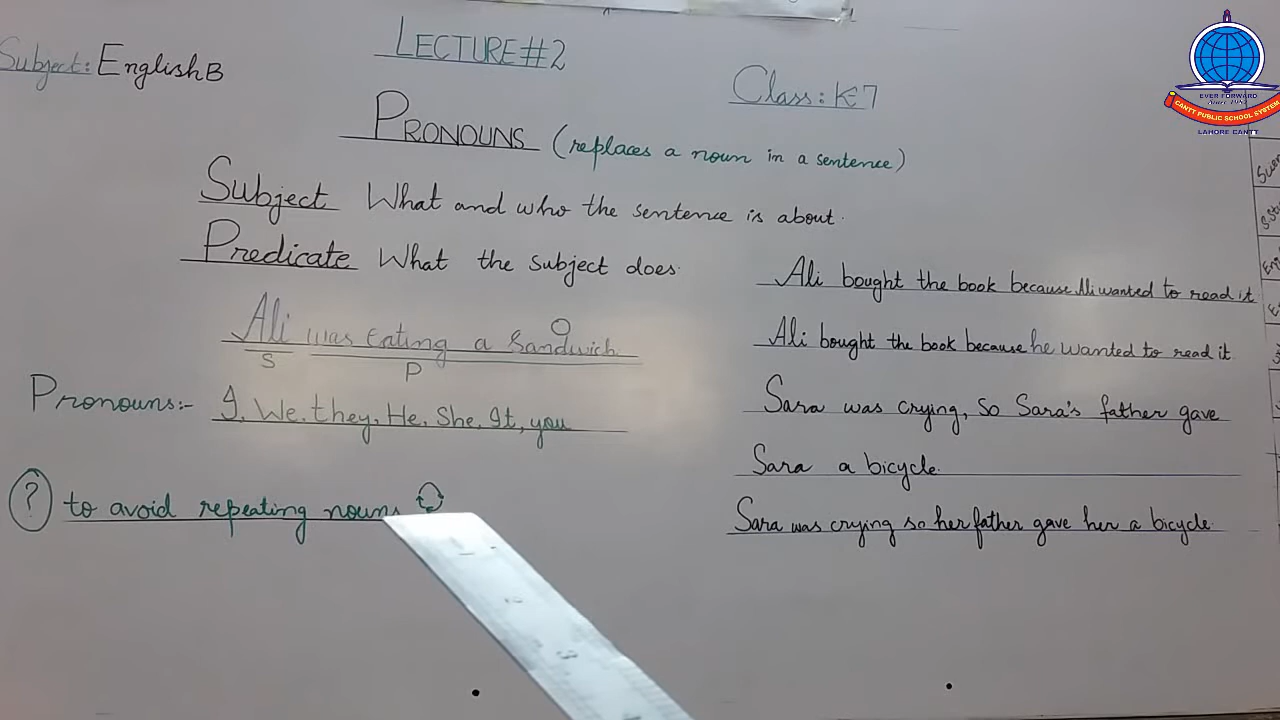 LECTURE #2
Subject: English B
Class: K-7
PRONOUNS (replaces a noun in a sentence)
Subject What and who the sentence is about.
Predicate What the subject does.
Ali was eating a sandwich
S
P
Pronouns:- I, We, they, He, She, It, you
? to avoid repeating nouns
Ali bought the book because Ali wanted to read it
Ali bought the book because he wanted to read it
Sara was crying, so Sara's father gave
Sara a bicycle.
Sara was crying so her father gave her a bicycle.
EVER FORWARD
CANTT PUBLIC SCHOOL SYSTEM
LAHORE CANTT